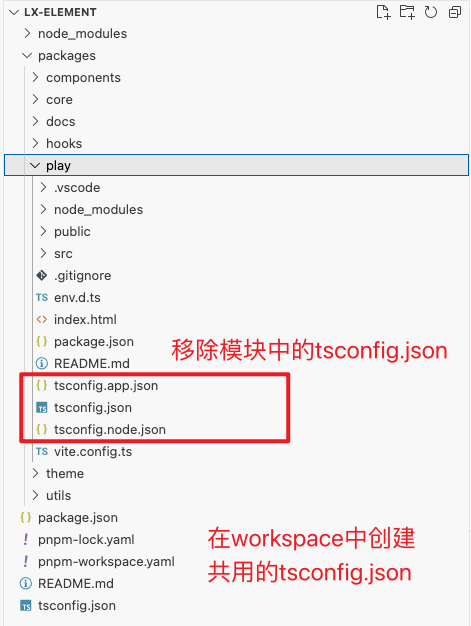 LX-ELEMENT
node_modules
packages
components
core
docs
hooks
play
.vscode
node_modules
public
src
.gitignore
TS env.d.ts
<> index.html
{} package.json
README.md
移除模块中的tsconfig.json
{} tsconfig.app.json
TS tsconfig.json
{} tsconfig.node.json
TS vite.config.ts
theme
utils
{} package.json
! pnpm-lock.yaml
! pnpm-workspace.yaml
在workspace中创建
共用的tsconfig.json
README.md
TS tsconfig.json